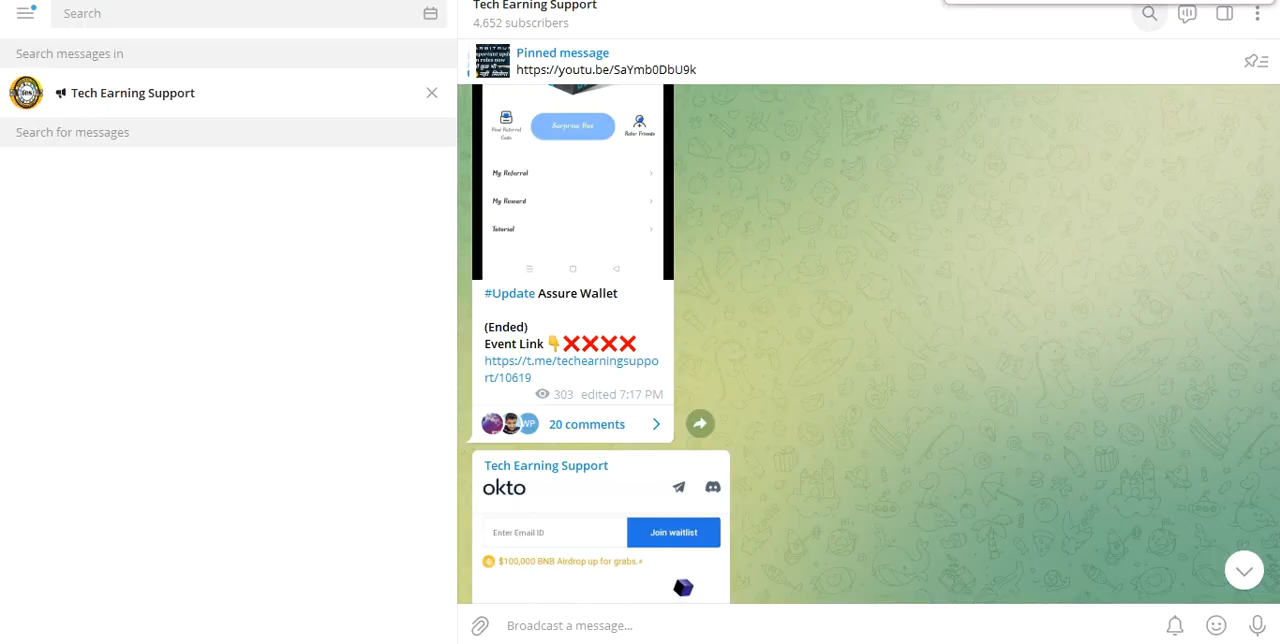 Search
Search messages in
Tech Earning Support
Search for messages
Tech Earning Support
4,652 subscribers
Pinned message
https://youtu.be/SaYmb0DbU9k
Surprise Box
Refer Friends
My Referral
My Reward
Tutorial
#Update Assure Wallet
(Ended)
Event Link 👇❌❌❌❌
https://t.me/techearningsuppo
rt/10619
303 edited 7:17 PM
WP
20 comments
Tech Earning Support
okto
Enter Email ID
Join waitlist
$100,000 BNB Airdrop up for grabs.⚡
Broadcast a message...